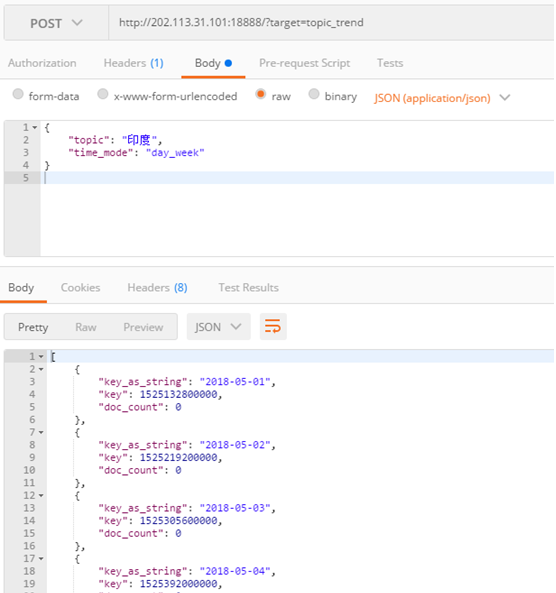 POST http://202.113.31.101:18888/?target=topic_trend
Authorization Headers (1) Body Pre-request Script Tests
form-data x-www-form-urlencoded raw binary JSON (application/json)
1 {
2 "topic": "印度",
3 "time_mode": "day_week"
4 }
5
Body Cookies Headers (8) Test Results
Pretty Raw Preview JSON
1 [
2 {
3 "key_as_string": "2018-05-01",
4 "key": 1525132800000,
5 "doc_count": 0
6 },
7 {
8 "key_as_string": "2018-05-02",
9 "key": 1525219200000,
10 "doc_count": 0
11 },
12 {
13 "key_as_string": "2018-05-03",
14 "key": 1525305600000,
15 "doc_count": 0
16 },
17 {
18 "key_as_string": "2018-05-04",
19 "key": 1525392000000,